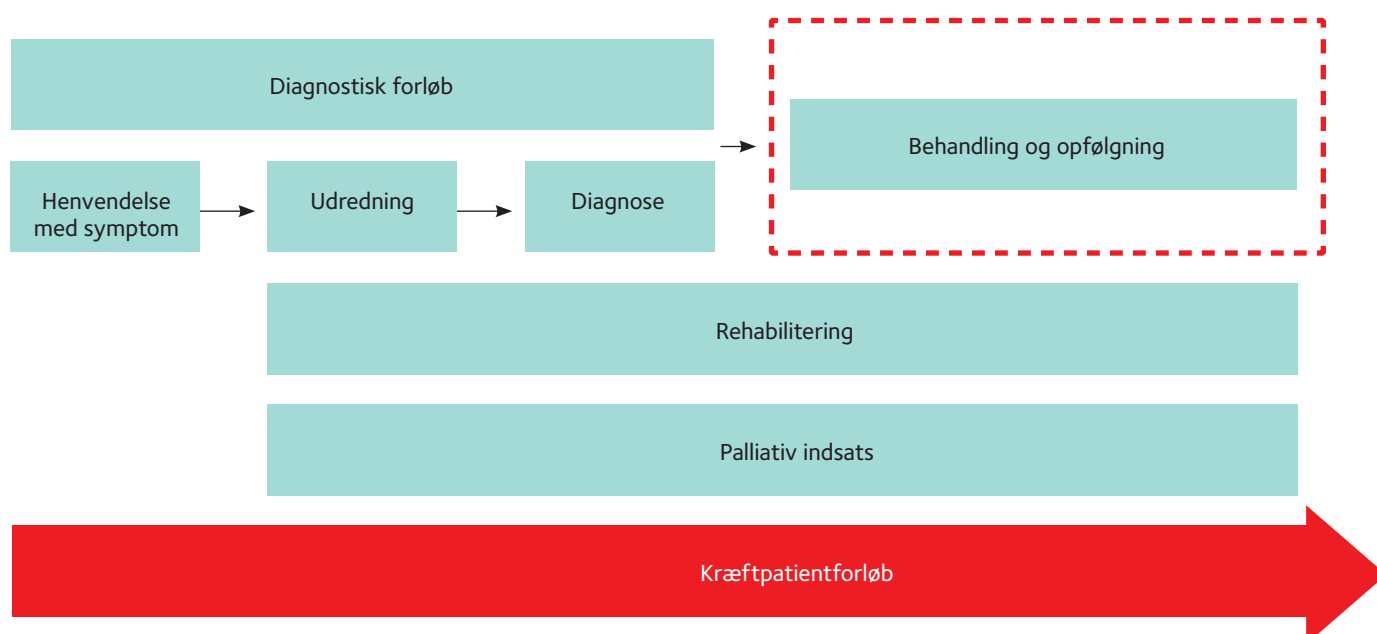 Diagnostisk forløb
Behandling og opfølgning
Henvendelse
med symptom
Udredning
Diagnose
Rehabilitering
Palliativ indsats
Kræftpatientforløb